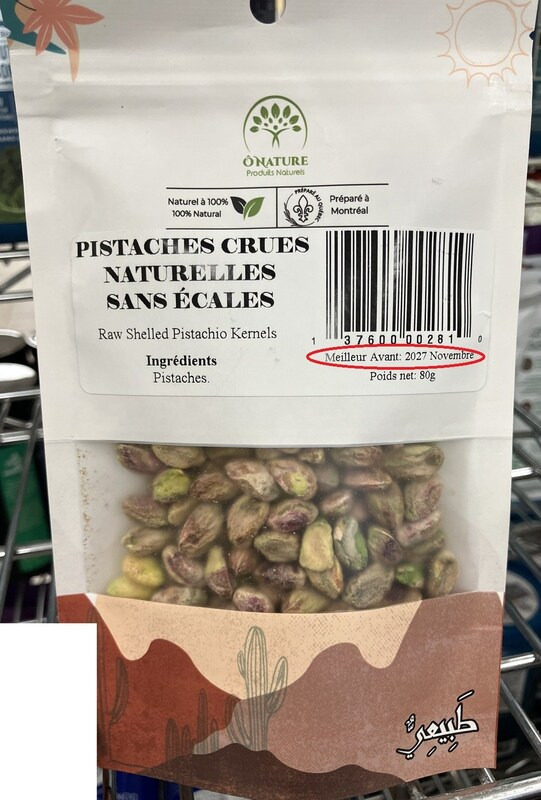 ÔNATURE
Produits Naturels
Naturel à 100%
100% Natural
PRÉPARÉ AU QUÉBEC
Préparé à
Montréal
PISTACHES CRUES
NATURELLES
SANS ÉCALES
Raw Shelled Pistachio Kernels
Ingrédients
Pistaches.
1 37600 00281 0
Meilleur Avant: 2027 Novembre
Poids net: 80g
طَبِيعِيٌّ